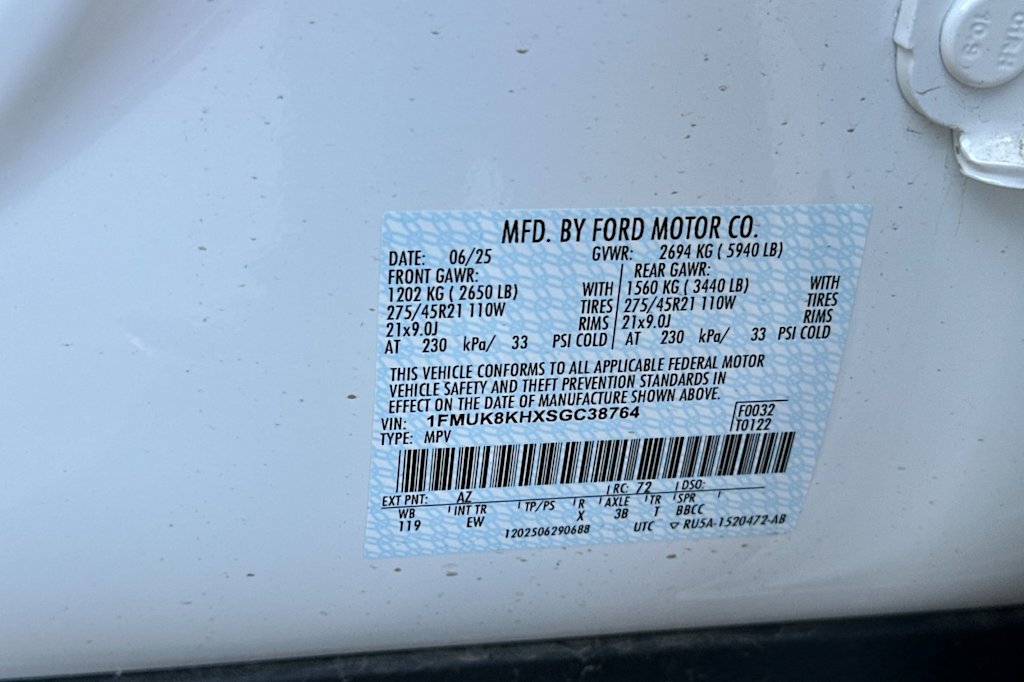 MFD. BY FORD MOTOR CO.
DATE: 06/25 GVWR: 2694 KG ( 5940 LB)
FRONT GAWR: REAR GAWR:
1202 KG ( 2650 LB) WITH 1560 KG ( 3440 LB) WITH
275/45R21 110W TIRES 275/45R21 110W TIRES
21x9.0J RIMS 21x9.0J RIMS
AT 230 kPa/ 33 PSI COLD AT 230 kPa/ 33 PSI COLD
THIS VEHICLE CONFORMS TO ALL APPLICABLE FEDERAL MOTOR
VEHICLE SAFETY AND THEFT PREVENTION STANDARDS IN
EFFECT ON THE DATE OF MANUFACTURE SHOWN ABOVE.
VIN: 1FMUK8KHXSGC38764 F0032
TYPE: MPV T0122
EXT PNT: AZ RC: 72 DSO:
WB INT TR TP/PS R AXLE TR SPR
119 EW X 3B T BBCC
1202506290688 UTC RU5A-1520472-AB
10.9